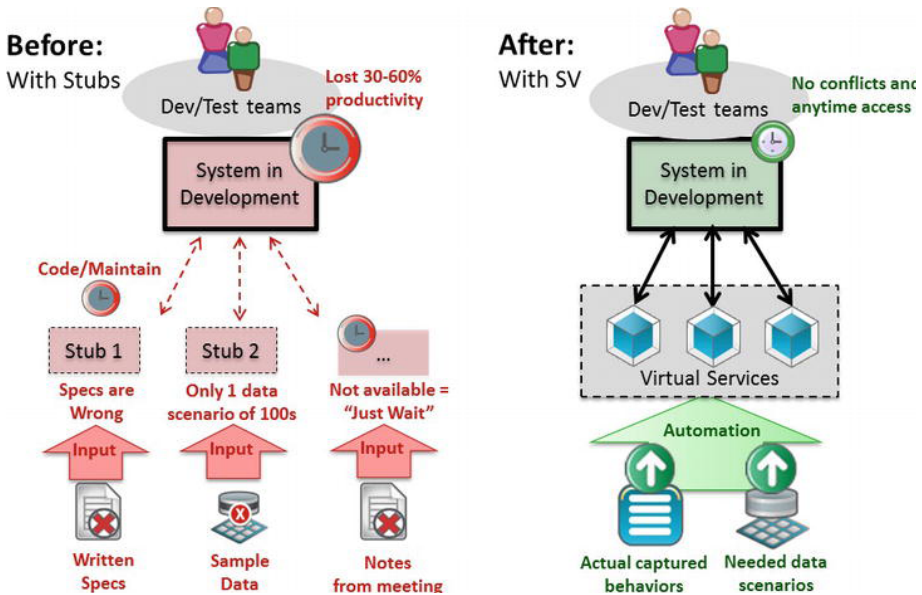 Before:
With Stubs
Dev/Test teams
Lost 30-60%
productivity
System in
Development
Code/Maintain
Stub 1
Stub 2
...
Specs are
Wrong
Only 1 data
scenario of 100s
Not available =
“Just Wait”
Input
Input
Input
Written
Specs
Sample
Data
Notes
from meeting
After:
With SV
Dev/Test teams
No conflicts and
anytime access
System in
Development
Virtual Services
Automation
Actual captured
behaviors
Needed data
scenarios